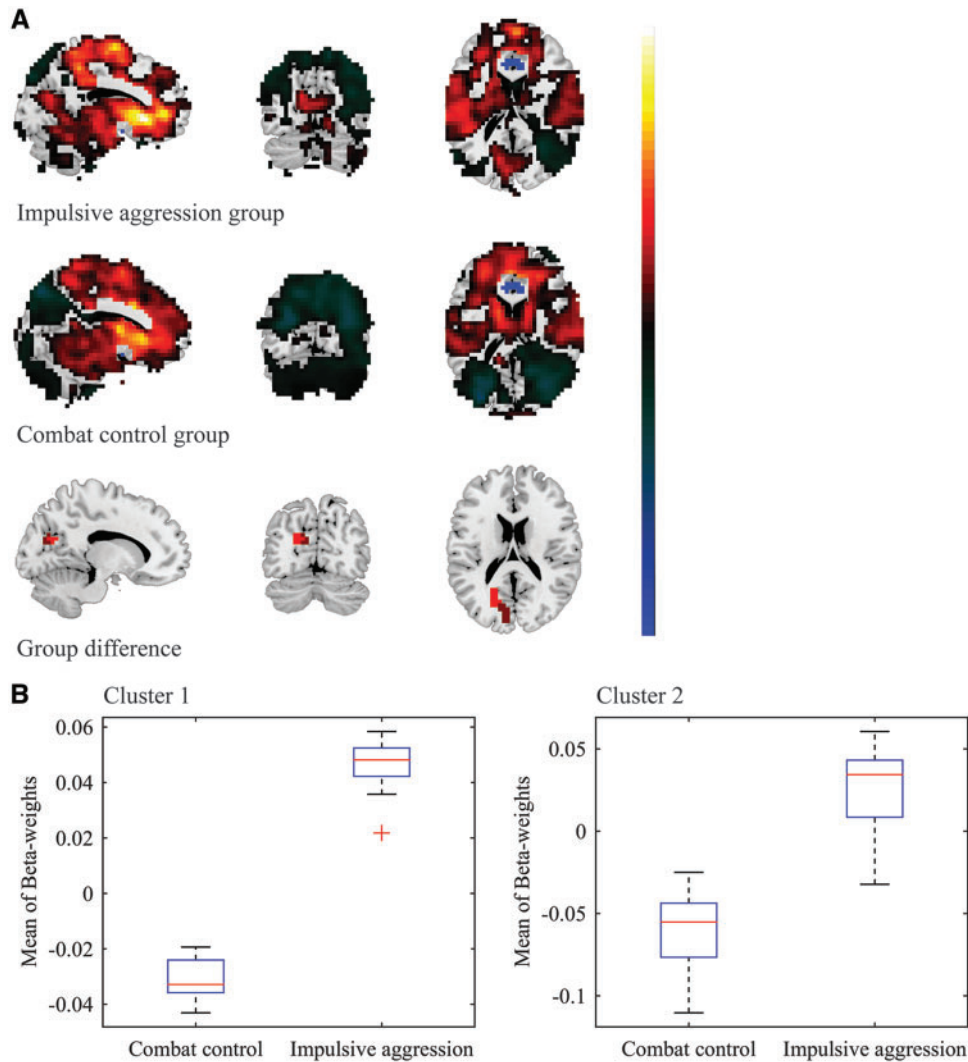 A
Impulsive aggression group
Combat control group
Group difference
B
Cluster 1
Mean of Beta-weights
0.06
0.04
0.02
0
-0.02
-0.04
Combat control
Impulsive aggression
Cluster 2
Mean of Beta-weights
0.05
0
-0.05
-0.1
Combat control
Impulsive aggression